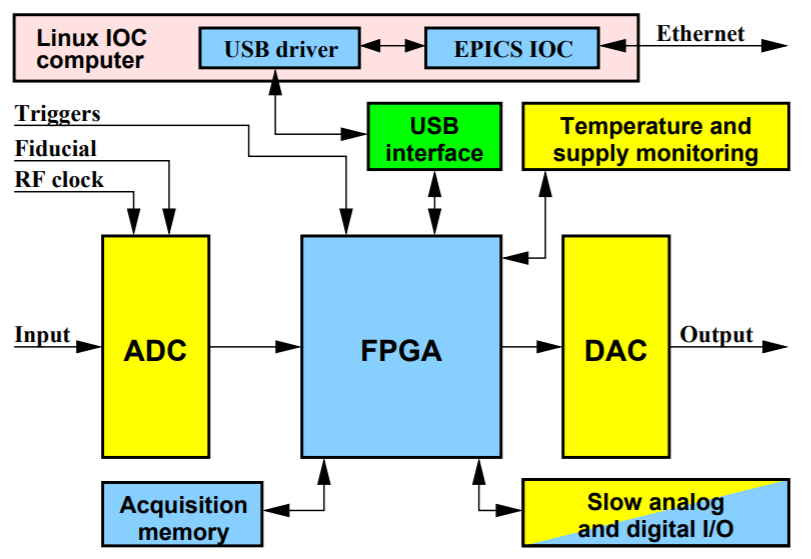 Linux IOC
computer
USB driver
EPICS IOC
Ethernet
Triggers
Fiducial
RF clock
USB
interface
Temperature and
supply monitoring
Input
ADC
FPGA
DAC
Output
Acquisition
memory
Slow analog
and digital I/O